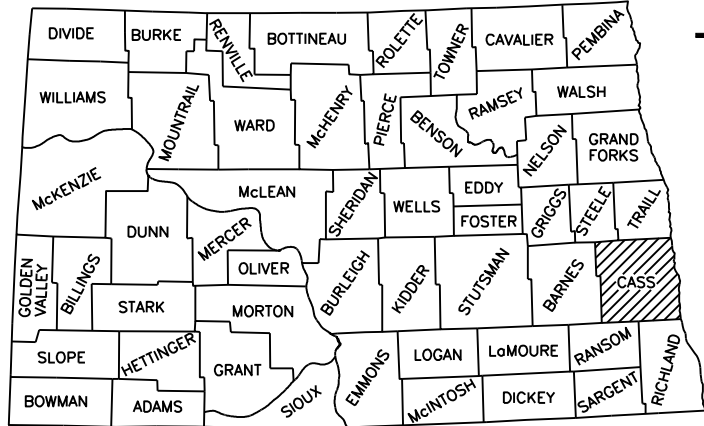 DIVIDE
BURKE
RENVILLE
BOTTINEAU
ROLETTE
TOWNER
CAVALIER
PEMBINA
WILLIAMS
MOUNTRAIL
WARD
McHENRY
PIERCE
BENSON
RAMSEY
WALSH
NELSON
GRAND
FORKS
McKENZIE
McLEAN
SHERIDAN
WELLS
EDDY
FOSTER
GRIGGS
STEELE
TRAILL
DUNN
MERCER
OLIVER
GOLDEN
VALLEY
BILLINGS
STARK
MORTON
BURLEIGH
KIDDER
STUTSMAN
BARNES
CASS
SLOPE
HETTINGER
GRANT
EMMONS
LOGAN
LaMOURE
RANSOM
RICHLAND
BOWMAN
ADAMS
SIOUX
McINTOSH
DICKEY
SARGENT